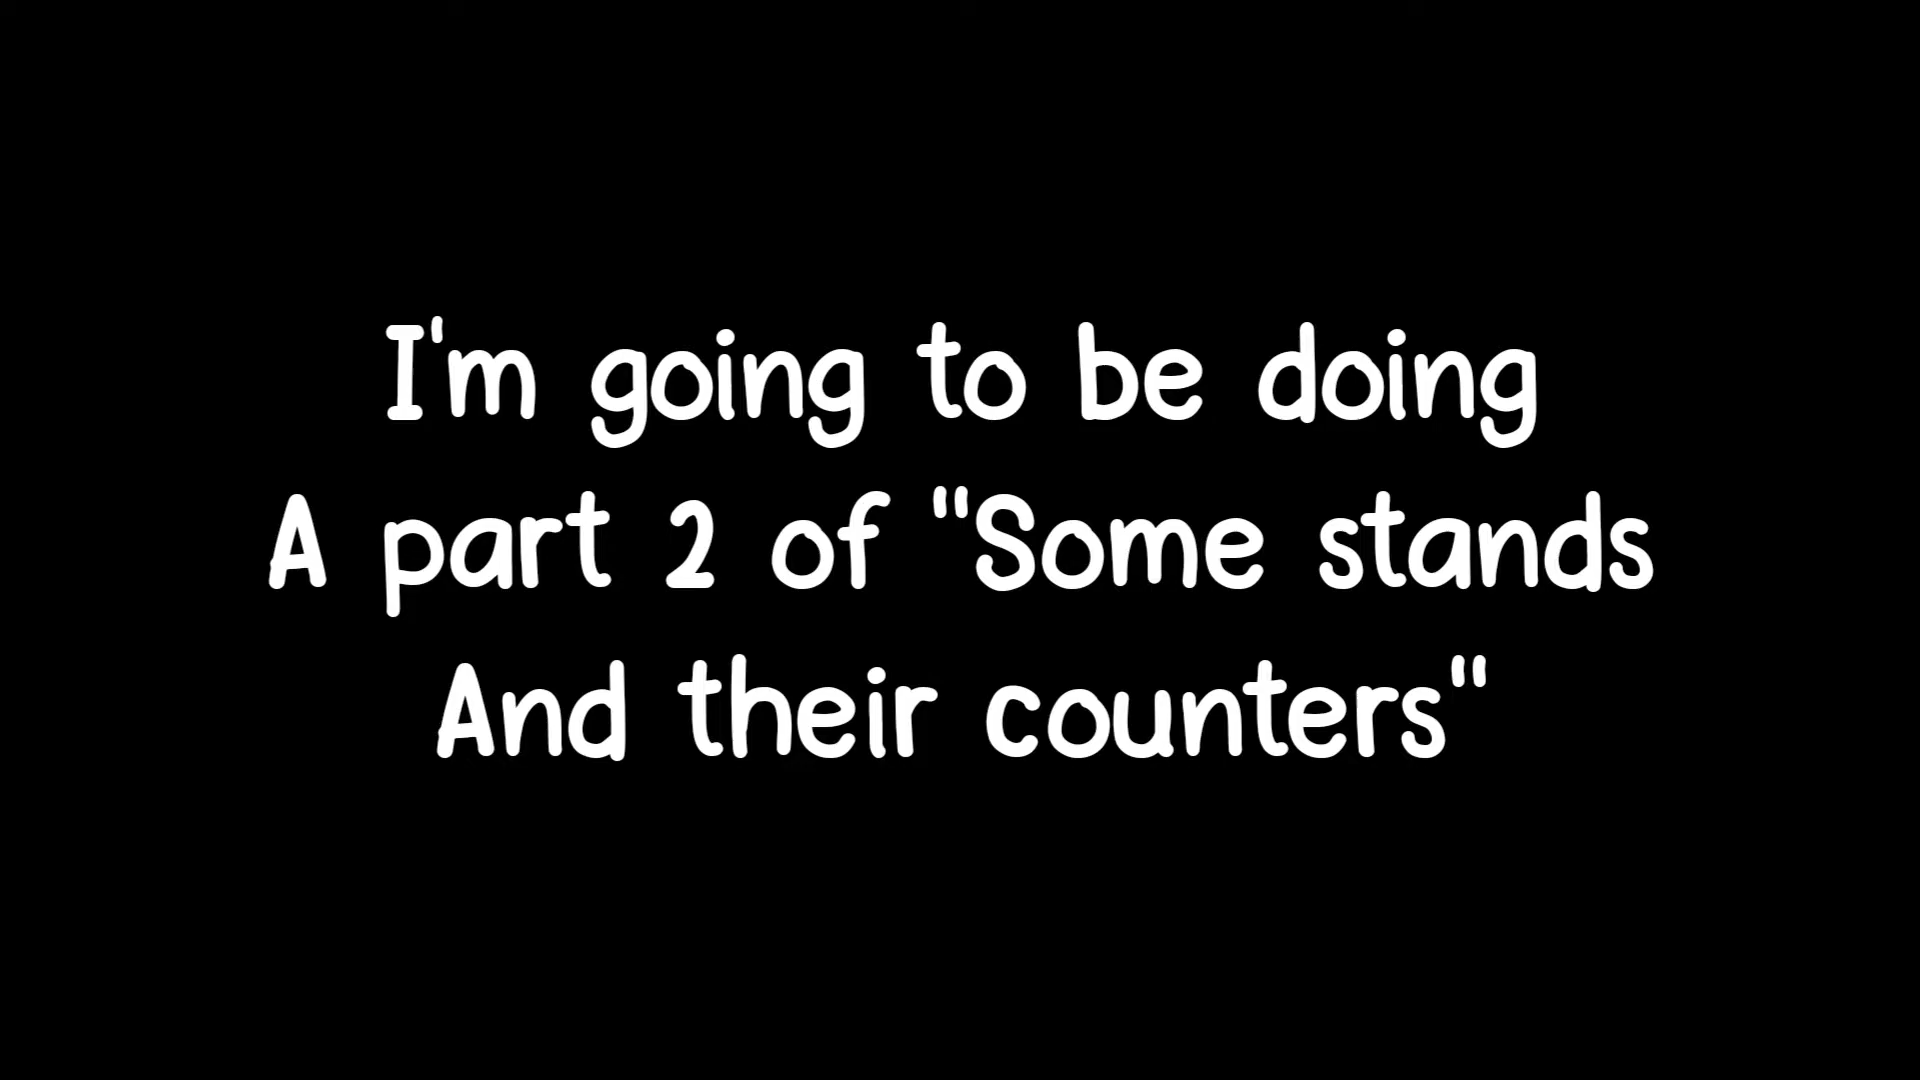 I'm going to be doing
A part 2 of "Some stands
And their counters"